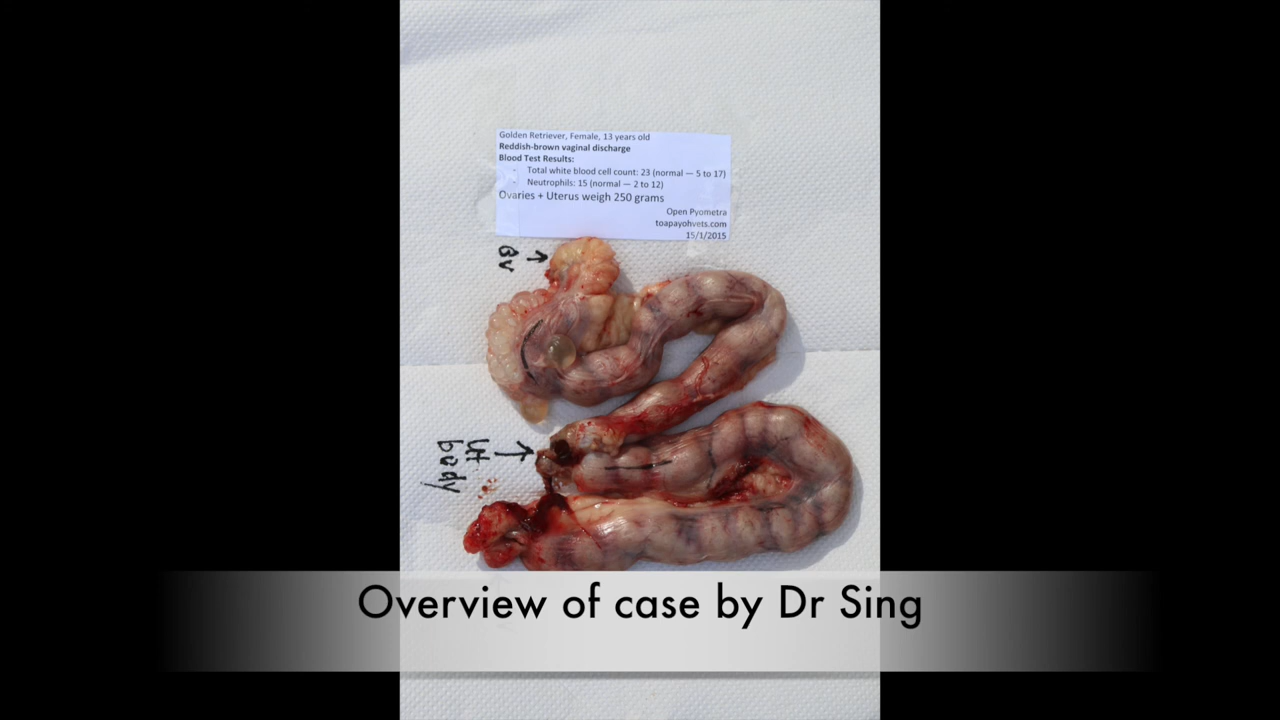 Golden Retriever, Female, 13 years old
Reddish-brown vaginal discharge
Blood Test Results:
Total white blood cell count: 23 (normal — 5 to 17)
Neutrophils: 15 (normal — 2 to 12)
Ovaries + Uterus weigh 250 grams
Open Pyometra
toapayohvets.com
15/1/2015
OV
Ut
body
Overview of case by Dr Sing